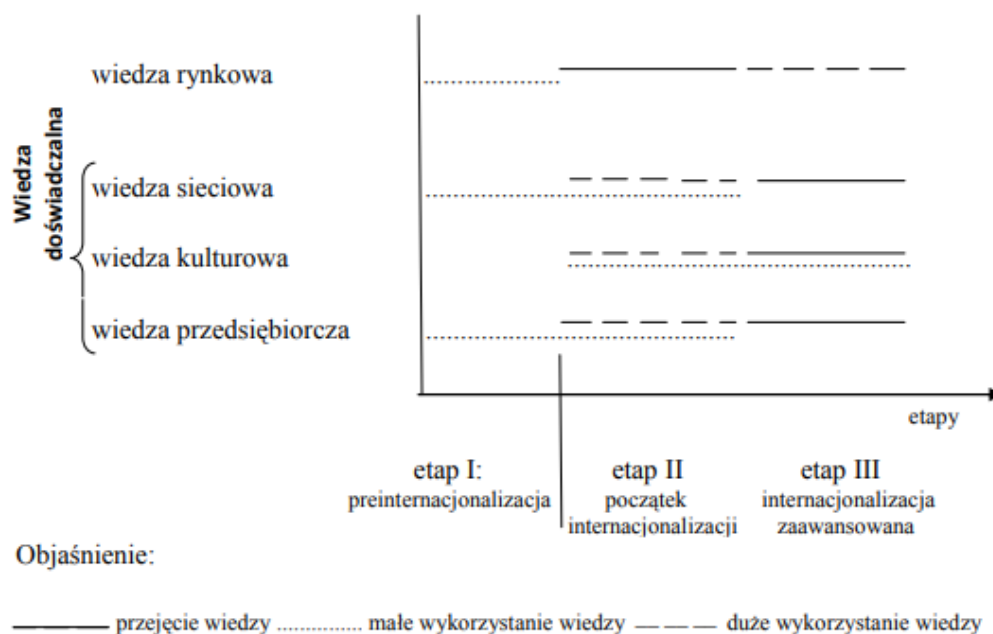 wiedza rynkowa
Wiedza
doświadczalna
wiedza sieciowa
wiedza kulturowa
wiedza przedsiębiorcza
etapy
etap I:
preinternacjonalizacja
etap II
początek
internacjonalizacji
etap III
internacjonalizacja
zaawansowana
Objaśnienie:
przejęcie wiedzy małe wykorzystanie wiedzy duże wykorzystanie wiedzy